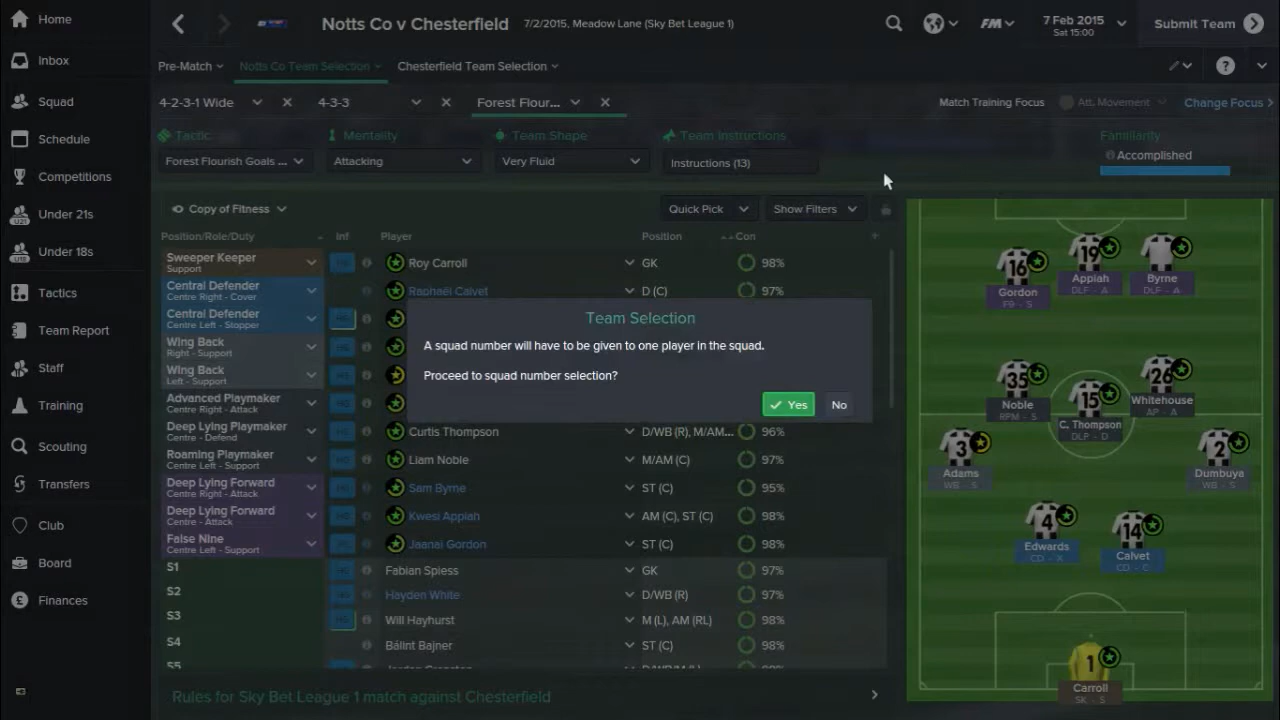 Home
Inbox
Squad
Schedule
Competitions
Under 21s
Under 18s
Tactics
Team Report
Staff
Training
Scouting
Transfers
Club
Board
Finances
Notts Co v Chesterfield
7/2/2015, Meadow Lane (Sky Bet League 1)
FM
7 Feb 2015
Sat 15:00
Submit Team
Pre-Match
Notts Co Team Selection
Chesterfield Team Selection
4-2-3-1 Wide
4-3-3
Forest Flour...
Match Training Focus
Att. Movement
Change Focus
Tactic
Mentality
Team Shape
Team Instructions
Familiarity
Forest Flourish Goals ...
Attacking
Very Fluid
Instructions (13)
Accomplished
Copy of Fitness
Quick Pick
Show Filters
Position/Role/Duty
Inf
Player
Position
Con
Sweeper Keeper
Support
Roy Carroll
GK
98%
Central Defender
Centre Right - Cover
Raphaël Calvet
D (C)
97%
Central Defender
Centre Left - Stopper
Wing Back
Right - Support
Wing Back
Left - Support
Advanced Playmaker
Centre Right - Attack
Deep Lying Playmaker
Centre - Defend
Curtis Thompson
D/WB (R), M/AM...
96%
Roaming Playmaker
Centre Left - Support
Liam Noble
M/AM (C)
97%
Deep Lying Forward
Centre Right - Attack
Sam Byrne
ST (C)
95%
Deep Lying Forward
Centre - Attack
Kwesi Appiah
AM (C), ST (C)
98%
False Nine
Centre Left - Support
Jaanai Gordon
ST (C)
98%
S1
Fabian Spiess
GK
97%
S2
Hayden White
D/WB (R)
97%
S3
Will Hayhurst
M (L), AM (RL)
98%
S4
Bálint Bajner
ST (C)
98%
S5
Team Selection
A squad number will have to be given to one player in the squad.
Proceed to squad number selection?
Yes
No
Rules for Sky Bet League 1 match against Chesterfield
16
Gordon
F9 - S
19
Appiah
DLF - A
Byrne
DLF - A
35
Noble
RPM - S
15
C. Thompson
DLP - D
26
Whitehouse
AP - A
3
Adams
WB - S
2
Dumbuya
WB - S
4
Edwards
CD - X
14
Calvet
CD - C
1
Carroll
SK - S